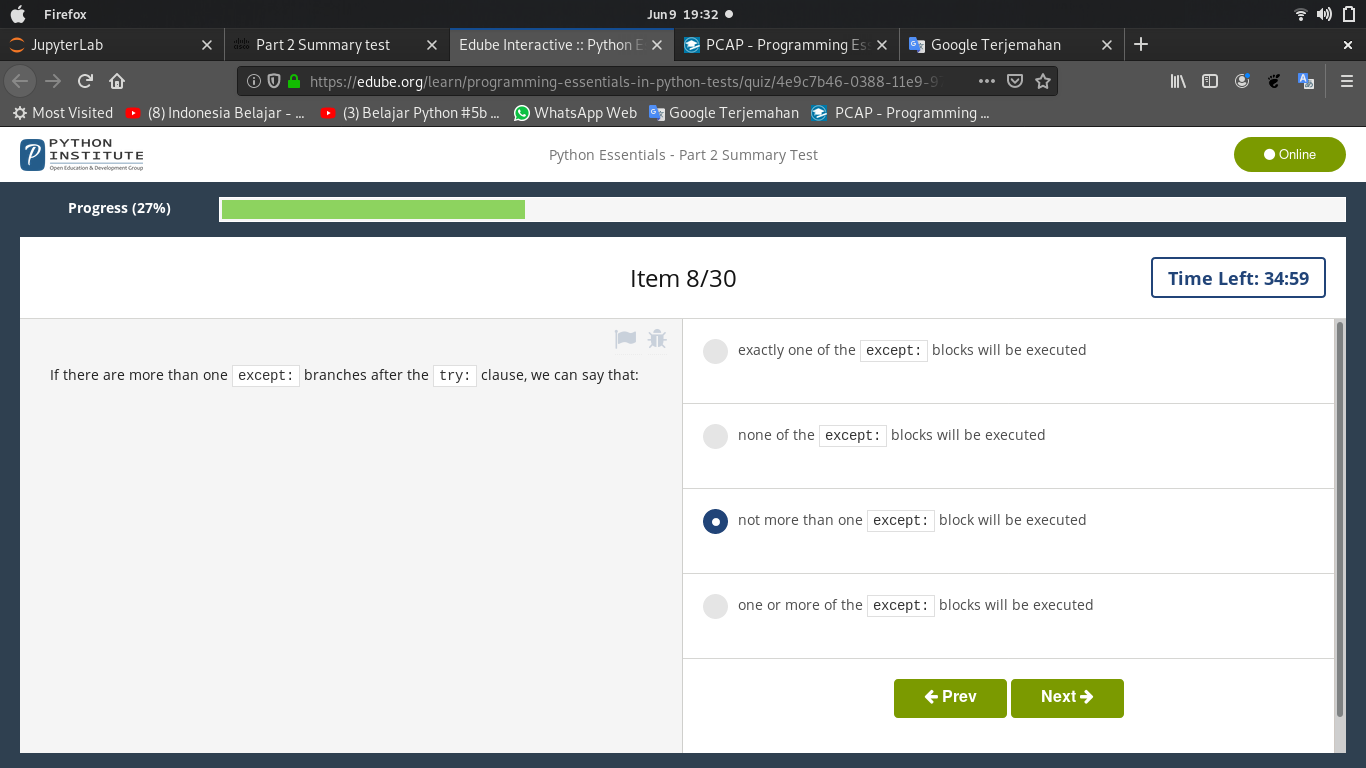 Firefox
Jun 9 19:32
JupyterLab
Part 2 Summary test
Edube Interactive :: Python E
PCAP - Programming Es
Google Terjemahan
https://edube.org/learn/programming-essentials-in-python-tests/quiz/4e9c7b46-0388-11e9-9
Most Visited
(8) Indonesia Belajar - ...
(3) Belajar Python #5b ...
WhatsApp Web
Google Terjemahan
PCAP - Programming ...
PYTHON
INSTITUTE
Open Education & Development Group
Python Essentials - Part 2 Summary Test
Online
Progress (27%)
Item 8/30
Time Left: 34:59
If there are more than one except: branches after the try: clause, we can say that:
exactly one of the except: blocks will be executed
none of the except: blocks will be executed
not more than one except: block will be executed
one or more of the except: blocks will be executed
Prev
Next